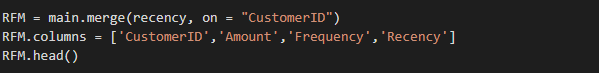 RFM = main.merge(recency, on = "CustomerID")
RFM.columns = ['CustomerID','Amount','Frequency','Recency']
RFM.head()